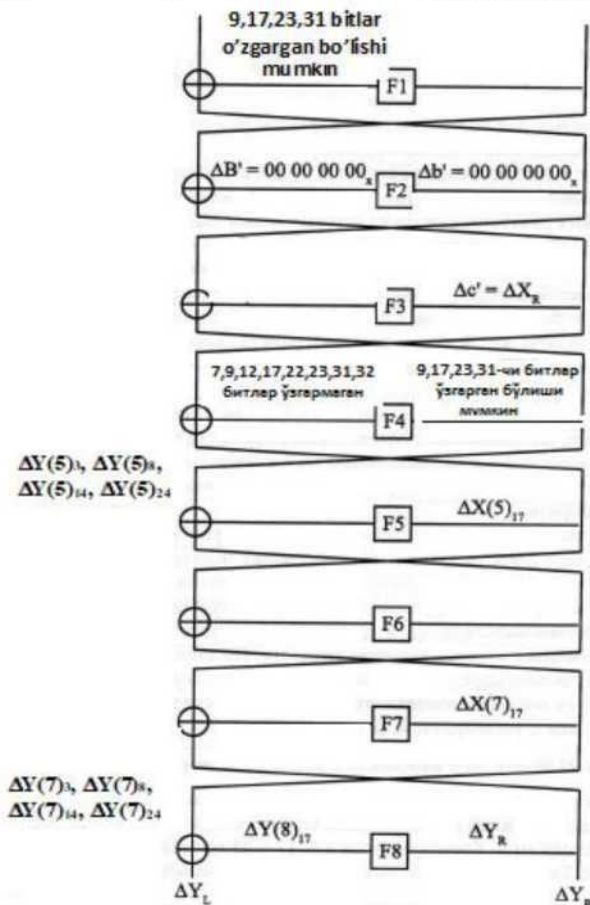 9,17,23,31 bitlar
o'zgargan bo'lishi
mumkin
F1
ΔB' = 00 00 00 00ₓ
F2
Δb' = 00 00 00 00ₓ
F3
Δc' = ΔX_R
7,9,12,17,22,23,31,32
битлар ўзгармаган
F4
9,17,23,31-чи битлар
ўзгарган бўлиши
мумкин
ΔY(5)₃, ΔY(5)₈,
ΔY(5)₁₄, ΔY(5)₂₄
F5
ΔX(5)₁₇
F6
F7
ΔX(7)₁₇
ΔY(7)₃, ΔY(7)₈,
ΔY(7)₁₄, ΔY(7)₂₄
ΔY(8)₁₇
F8
ΔY_R
ΔY_L
ΔY_R